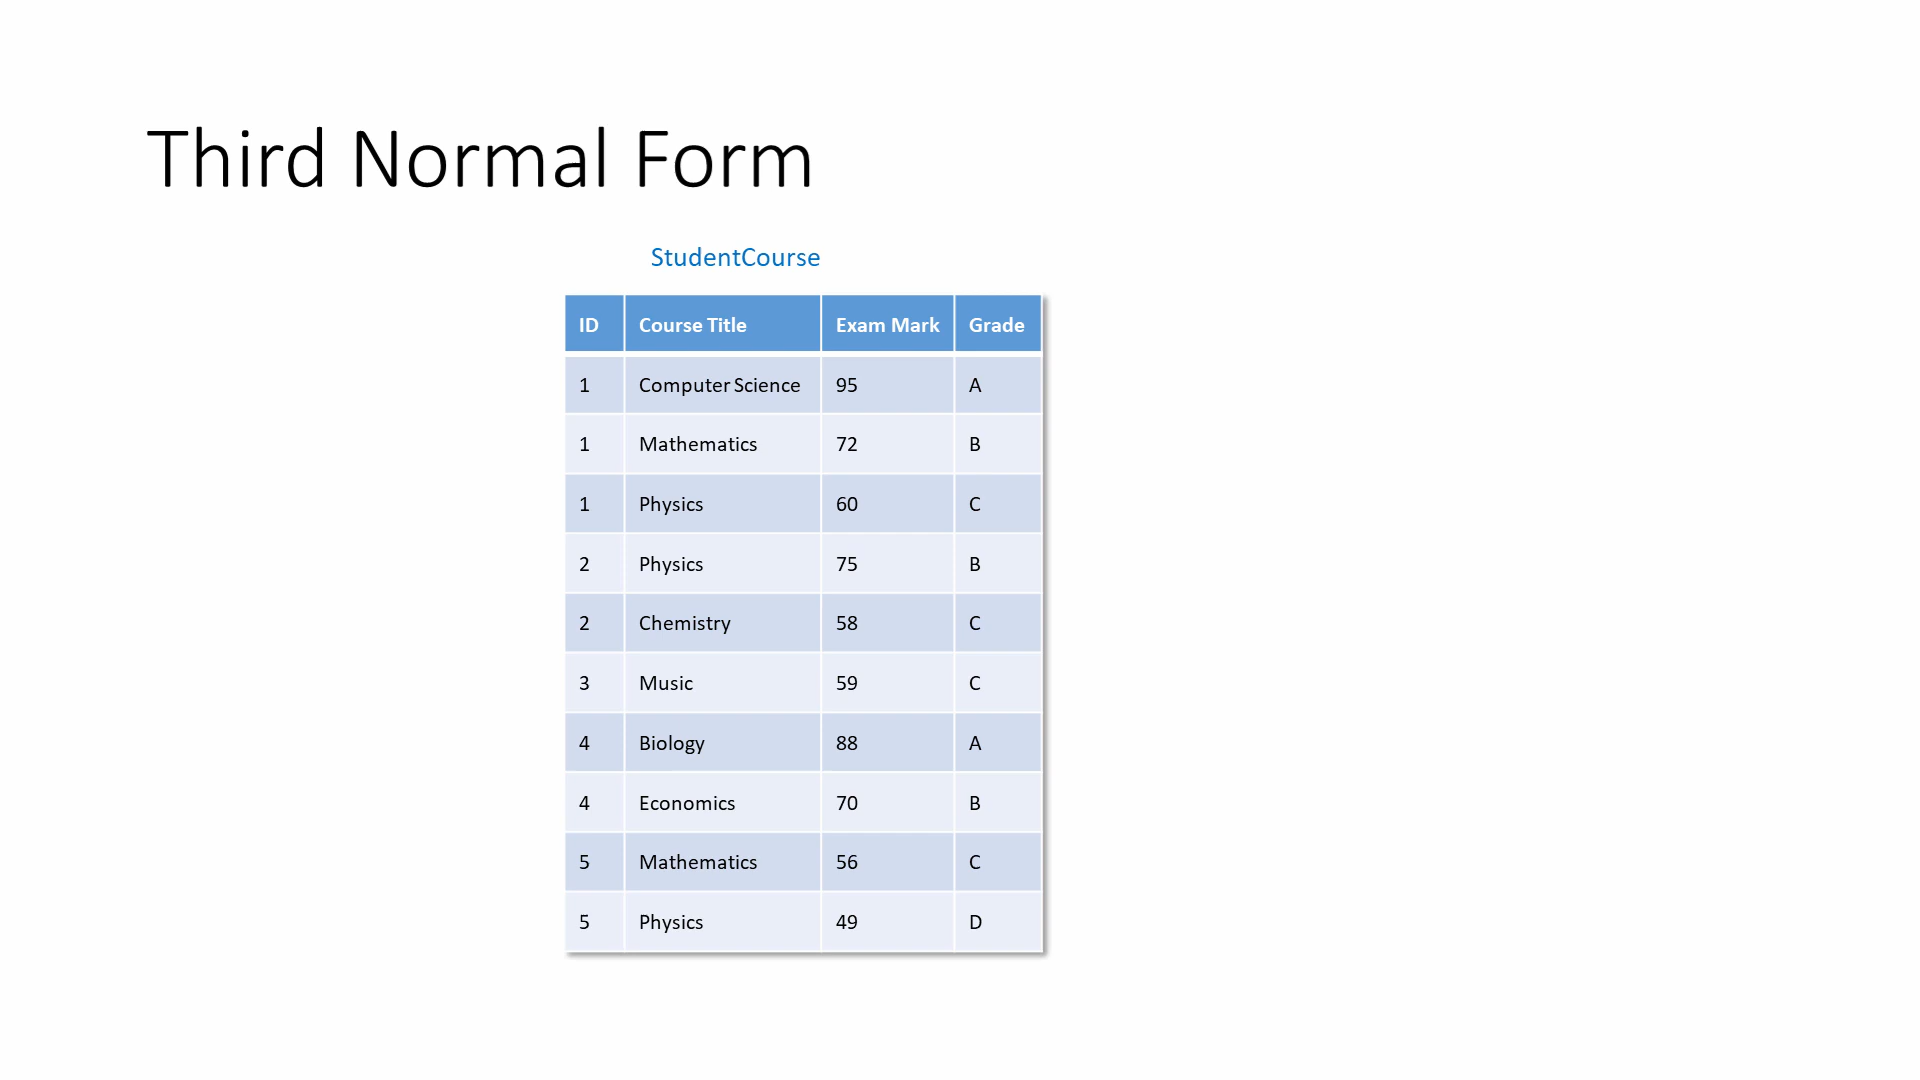 Third Normal Form
StudentCourse
ID Course Title Exam Mark Grade
1 Computer Science 95 A
1 Mathematics 72 B
1 Physics 60 C
2 Physics 75 B
2 Chemistry 58 C
3 Music 59 C
4 Biology 88 A
4 Economics 70 B
5 Mathematics 56 C
5 Physics 49 D